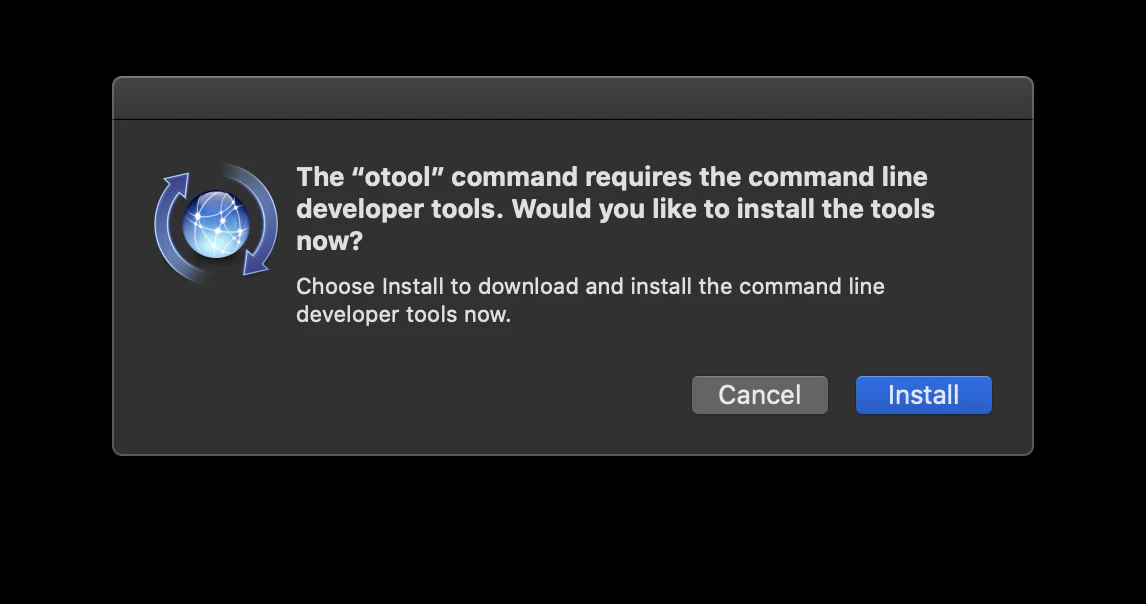 The “otool” command requires the command line
developer tools. Would you like to install the tools
now?
Choose Install to download and install the command line
developer tools now.
Cancel
Install